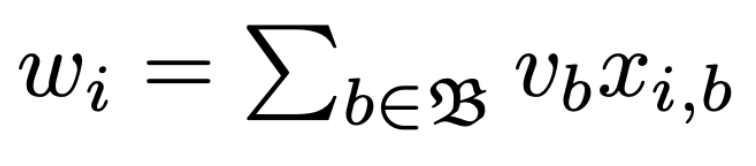 w_i = \sum_{b \in \mathfrak{B}} v_b x_{i,b}